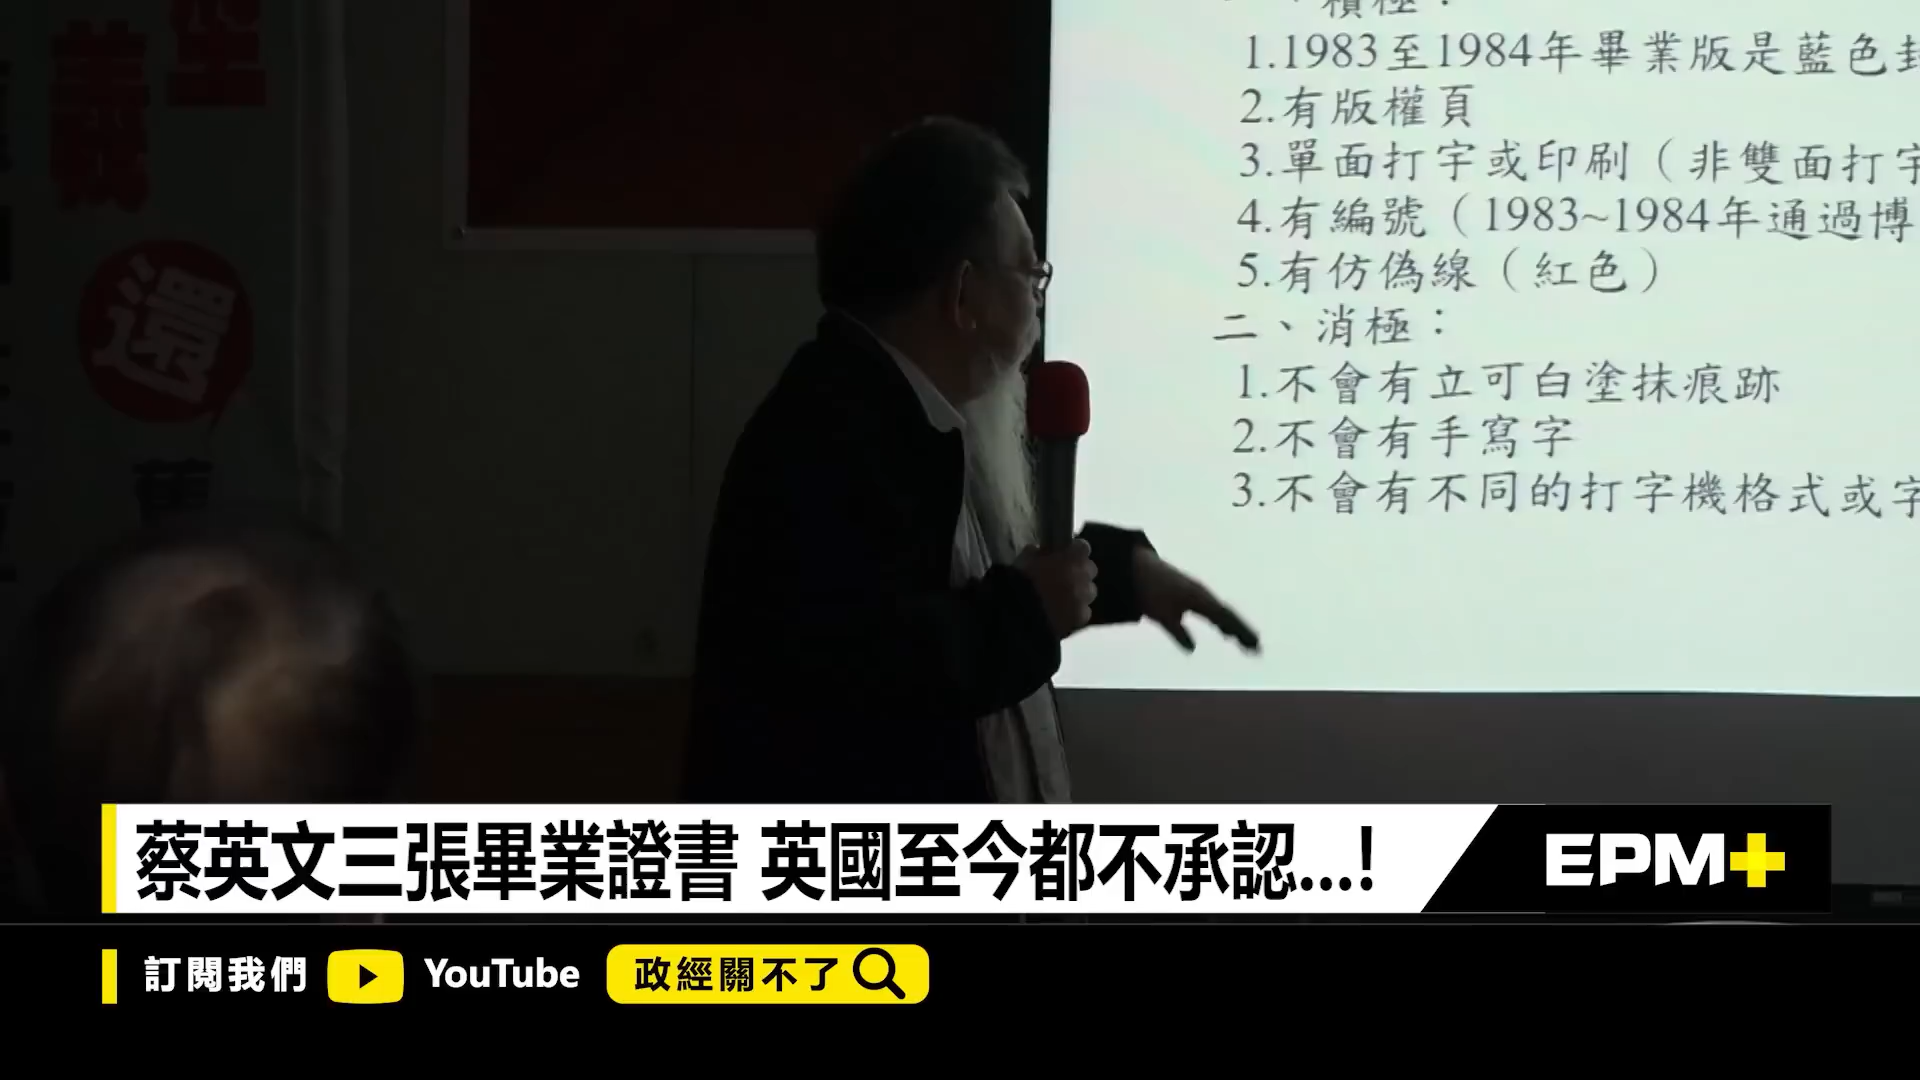 還
1.1983至1984年畢業版是藍色封
2.有版權頁
3.單面打字或印刷（非雙面打字
4.有編號（1983~1984年通過博
5.有仿偽線（紅色）
二、消極：
1.不會有立可白塗抹痕跡
2.不會有手寫字
3.不會有不同的打字機格式或字
蔡英文三張畢業證書 英國至今都不承認...!
EPM+
訂閱我們 YouTube 政經關不了